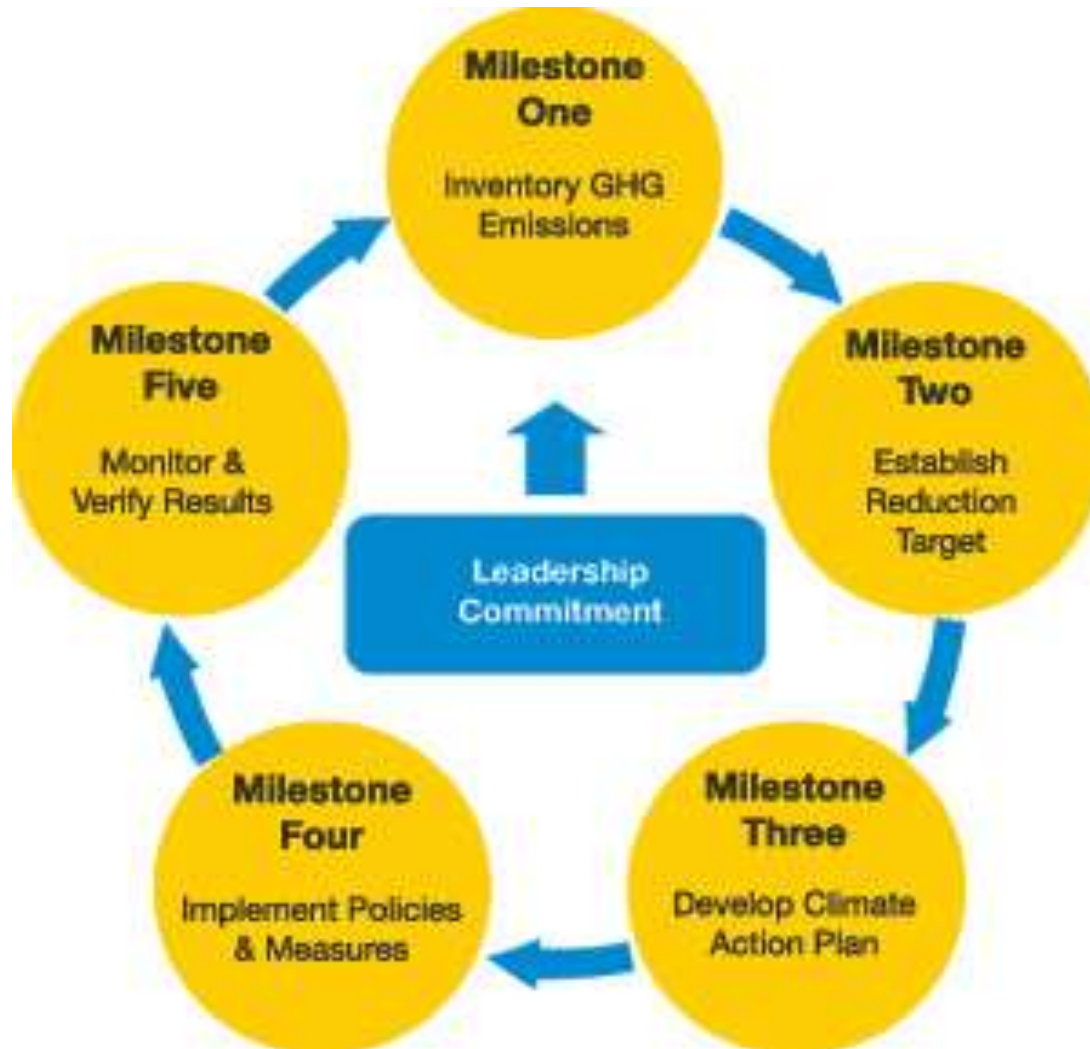 Milestone
One
Inventory GHG
Emissions
Milestone
Two
Establish
Reduction
Target
Milestone
Three
Develop Climate
Action Plan
Milestone
Four
Implement Policies
& Measures
Milestone
Five
Monitor &
Verify Results
Leadership
Commitment